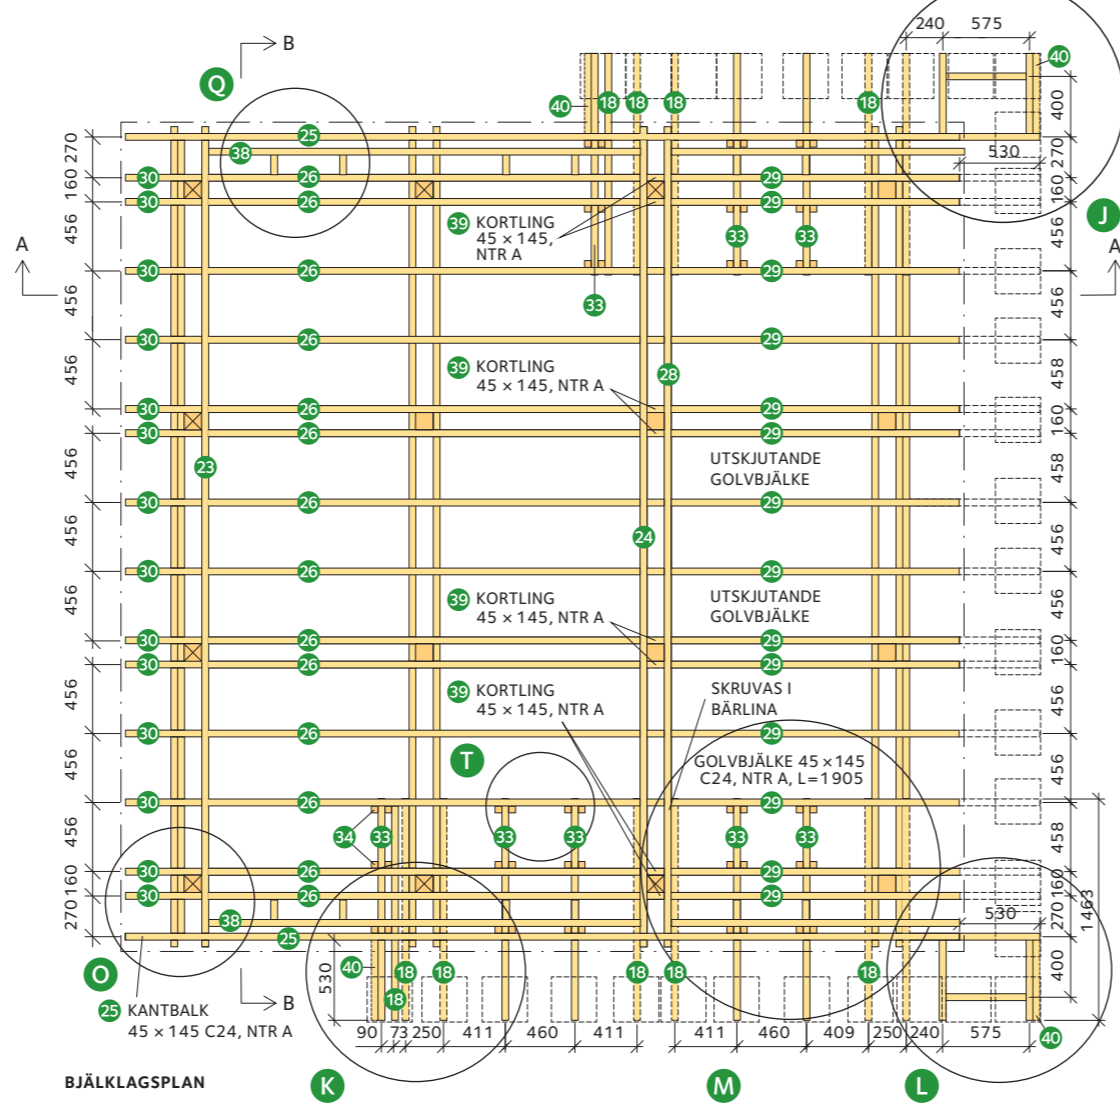 240 575
B
Q
40
400
40 18 18 18 18
25
38
270
270
530
30 26 29
160
160
30 26 29
J
39 KORTLING
45 × 145,
NTR A
456
33 33
456
A
A
30 26 29
33
456
456
30 26 29
39 KORTLING
45 × 145, NTR A
28
456
458
30 26 29
160
30 26 29
UTSKJUTANDE
GOLVBJÄLKE
23
456
458
30 26 29
24
456
456
30 26 29
39 KORTLING
45 × 145, NTR A
UTSKJUTANDE
GOLVBJÄLKE
456
456
30 26 29
160
30 26 29
39 KORTLING
45 × 145, NTR A
SKRUVAS I
BÄRLINA
456
456
30 26 29
T
GOLVBJÄLKE 45 × 145
C24, NTR A, L=1905
456
456
30 26 29
34 33 33 33 33 33
456
458
30 26 29
160
160
30 26 29
1463
270
270
38
530
25
O
530
40 18 18 18 18 18
18
400
B
25 KANTBALK
45 × 145 C24, NTR A
90 73 250 411 460 411 411 460 409 250 240 575
40
BJÄLKLAGSPLAN
K M L